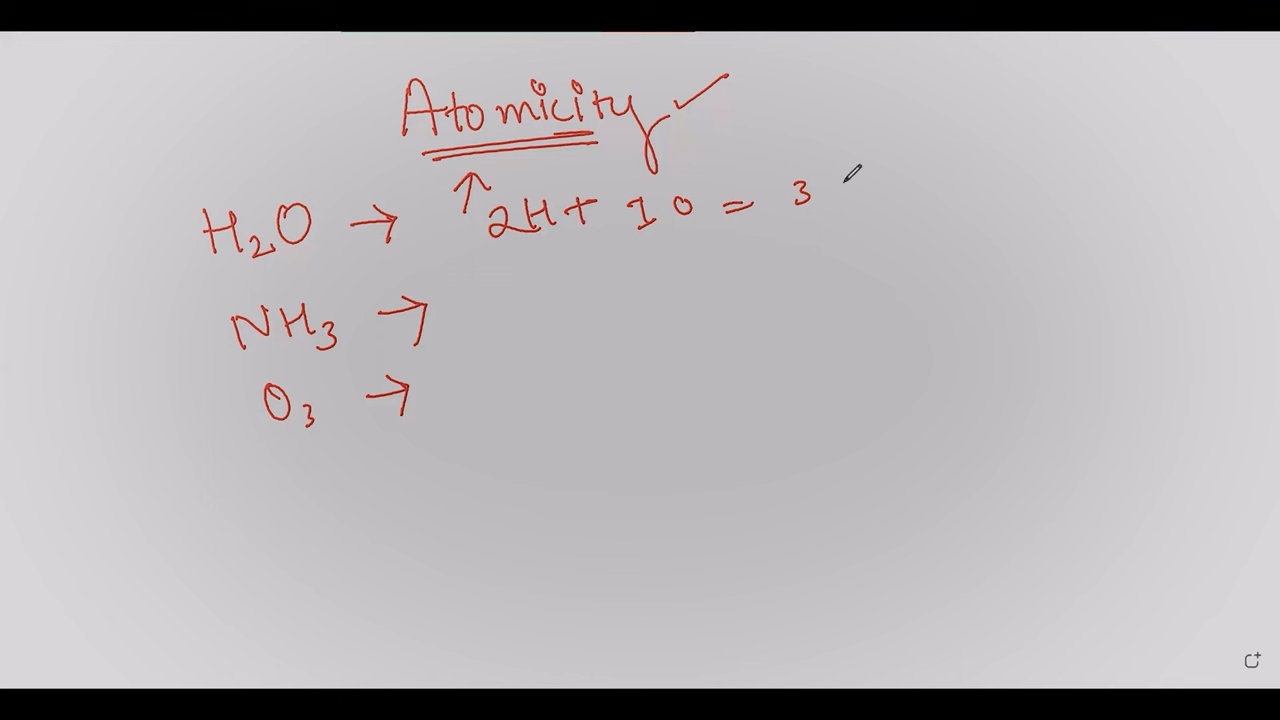 Atomicity ✓
H₂O → ↑ 2H + 1O = 3
NH₃ →
O₃ →